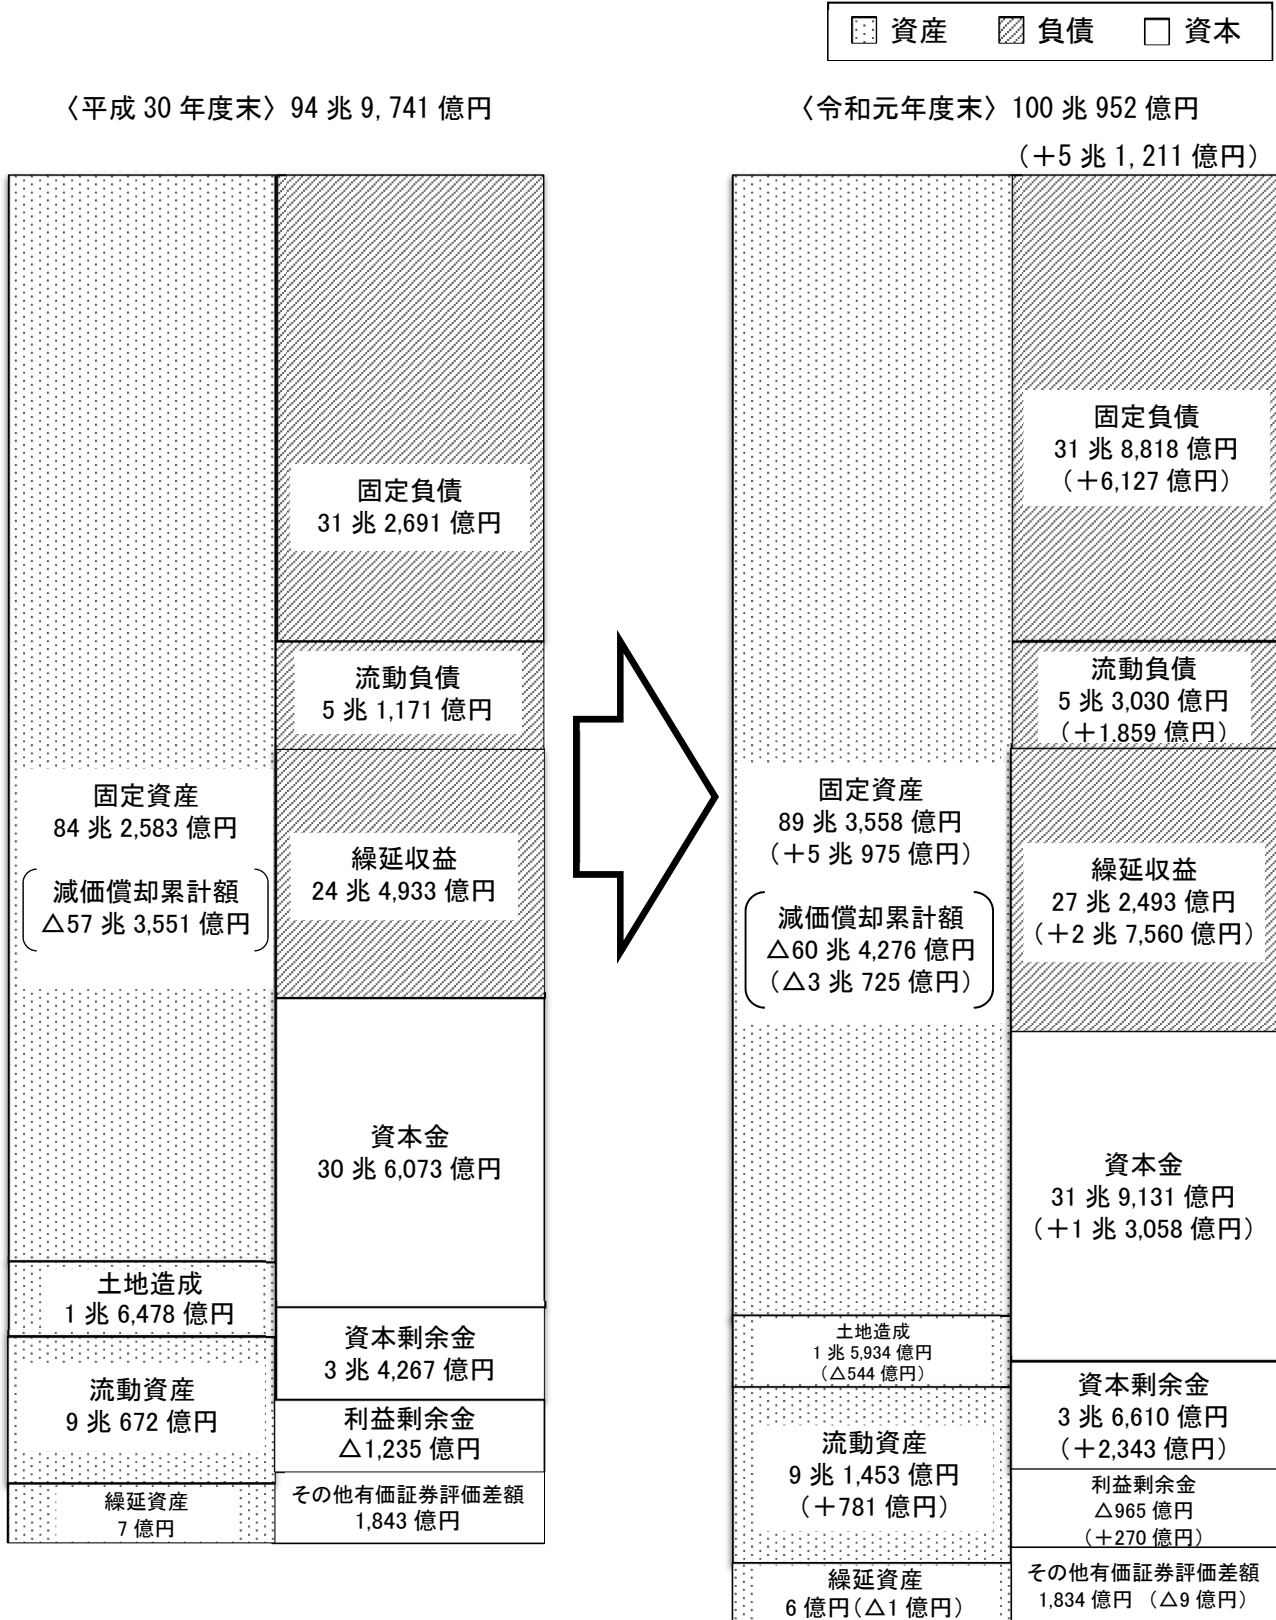 資産 負債 資本
〈平成 30 年度末〉94 兆 9,741 億円
固定資産
84 兆 2,583 億円
減価償却累計額
△57 兆 3,551 億円
土地造成
1 兆 6,478 億円
流動資産
9 兆 672 億円
繰延資産
7 億円
固定負債
31 兆 2,691 億円
流動負債
5 兆 1,171 億円
繰延収益
24 兆 4,933 億円
資本金
30 兆 6,073 億円
資本剰余金
3 兆 4,267 億円
利益剰余金
△1,235 億円
その他有価証券評価差額
1,843 億円
〈令和元年度末〉100 兆 952 億円
(+5 兆 1,211 億円)
固定資産
89 兆 3,558 億円
(+5 兆 975 億円)
減価償却累計額
△60 兆 4,276 億円
(△3 兆 725 億円)
土地造成
1 兆 5,934 億円
(△544 億円)
流動資産
9 兆 1,453 億円
(+781 億円)
繰延資産
6 億円(△1 億円)
固定負債
31 兆 8,818 億円
(+6,127 億円)
流動負債
5 兆 3,030 億円
(+1,859 億円)
繰延収益
27 兆 2,493 億円
(+2 兆 7,560 億円)
資本金
31 兆 9,131 億円
(+1 兆 3,058 億円)
資本剰余金
3 兆 6,610 億円
(+2,343 億円)
利益剰余金
△965 億円
(+270 億円)
その他有価証券評価差額
1,834 億円 (△9 億円)